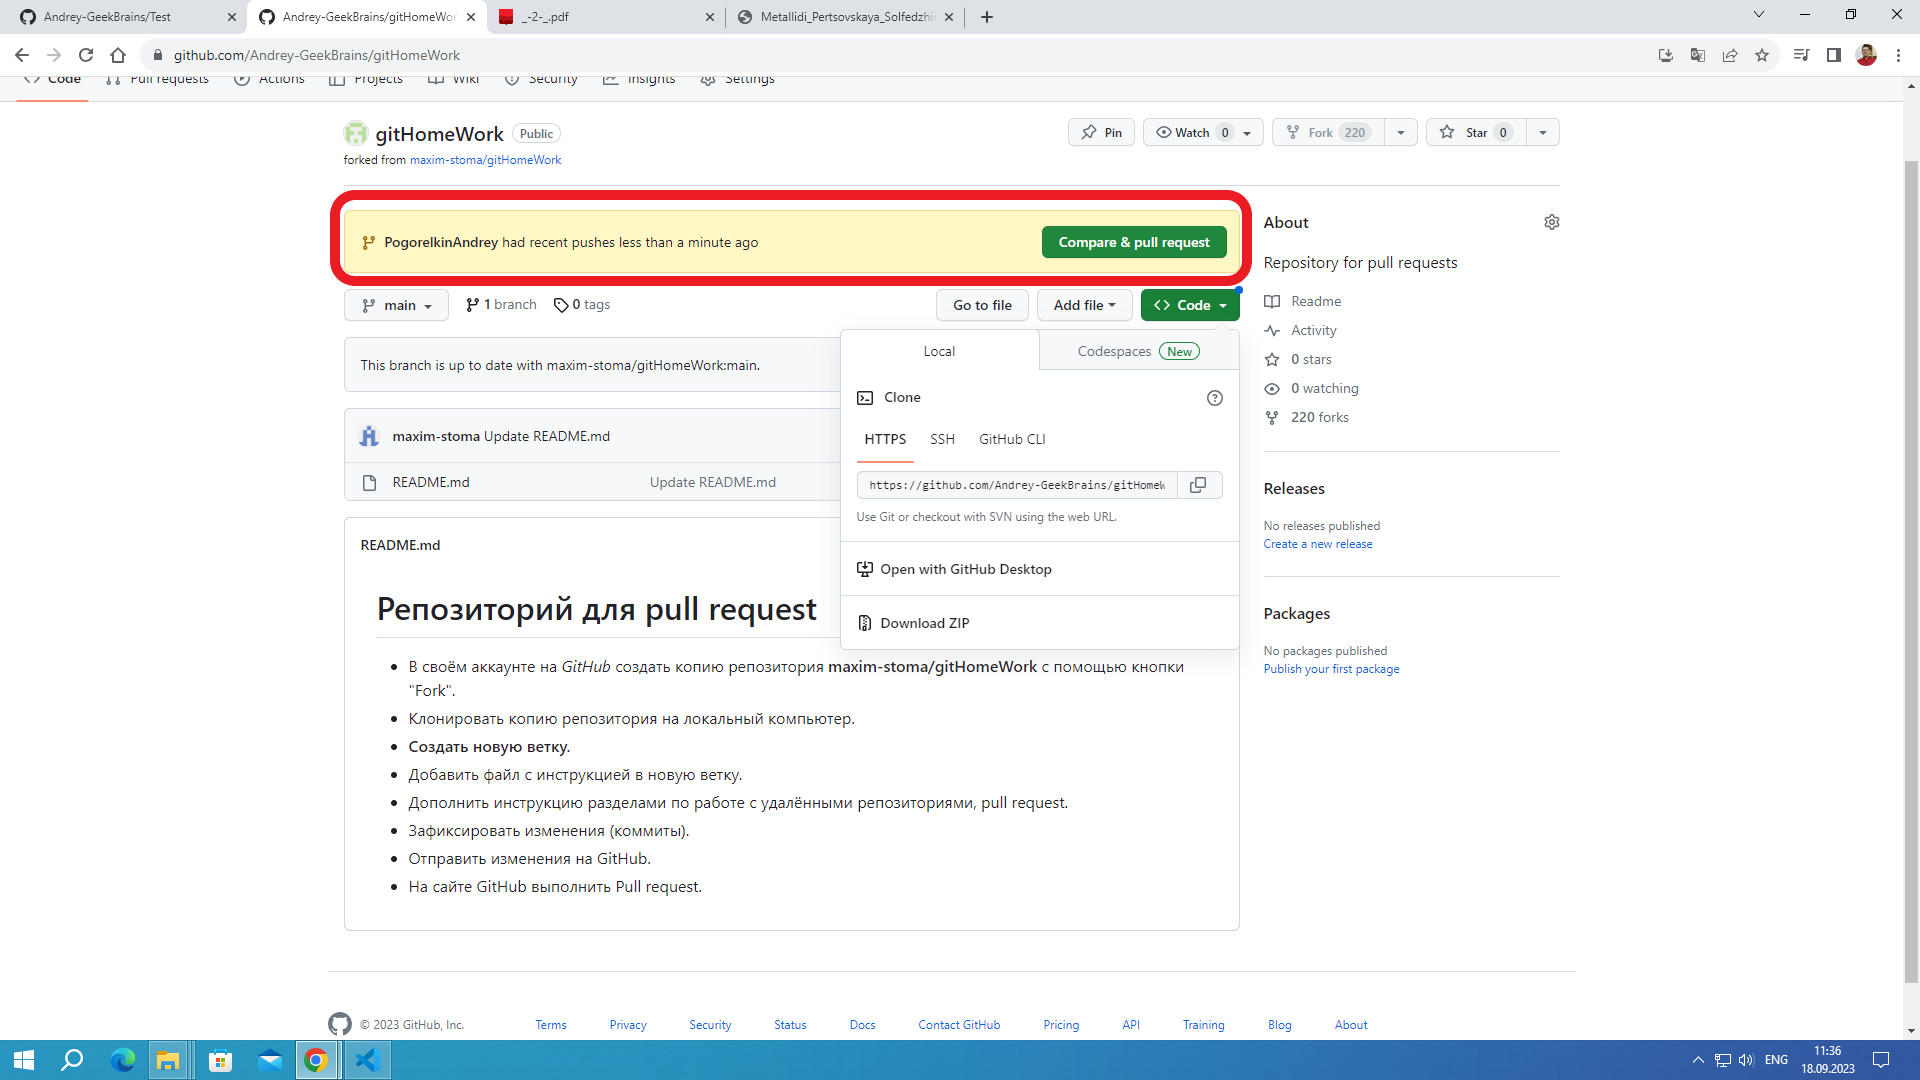 Andrey-GeekBrains/Test
Andrey-GeekBrains/gitHomeWor
_-2-_.pdf
Metallidi_Pertsovskaya_Solfedzhi
github.com/Andrey-GeekBrains/gitHomeWork
Code Pull requests Actions Projects Wiki Security Insights Settings
gitHomeWork Public
Pin Watch 0 Fork 220 Star 0
forked from maxim-stoma/gitHomeWork
PogorelkinAndrey had recent pushes less than a minute ago
Compare & pull request
main 1 branch 0 tags
Go to file Add file Code
This branch is up to date with maxim-stoma/gitHomeWork:main.
maxim-stoma Update README.md
README.md Update README.md
Local Codespaces New
Clone
HTTPS SSH GitHub CLI
https://github.com/Andrey-GeekBrains/gitHomeW
Use Git or checkout with SVN using the web URL.
Open with GitHub Desktop
Download ZIP
README.md
Репозиторий для pull request
В своём аккаунте на GitHub создать копию репозитория maxim-stoma/gitHomeWork с помощью кнопки
"Fork".
Клонировать копию репозитория на локальный компьютер.
Создать новую ветку.
Добавить файл с инструкцией в новую ветку.
Дополнить инструкцию разделами по работе с удалёнными репозиториями, pull request.
Зафиксировать изменения (коммиты).
Отправить изменения на GitHub.
На сайте GitHub выполнить Pull request.
About
Repository for pull requests
Readme
Activity
0 stars
0 watching
220 forks
Releases
No releases published
Create a new release
Packages
No packages published
Publish your first package
© 2023 GitHub, Inc. Terms Privacy Security Status Docs Contact GitHub Pricing API Training Blog About
ENG
11:36
18.09.2023